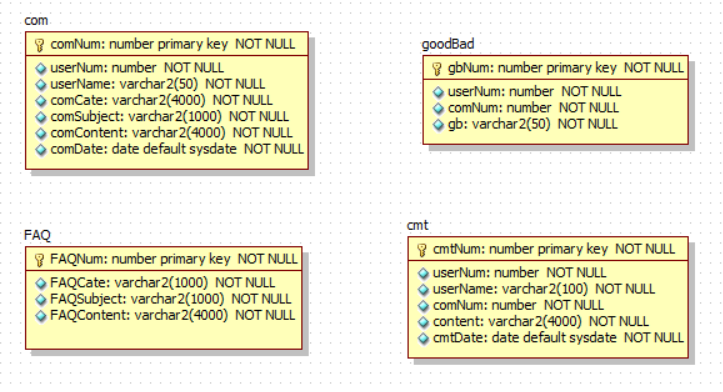 com
comNum: number primary key NOT NULL
userNum: number NOT NULL
userName: varchar2(50) NOT NULL
comCate: varchar2(4000) NOT NULL
comSubject: varchar2(1000) NOT NULL
comContent: varchar2(4000) NOT NULL
comDate: date default sysdate NOT NULL
goodBad
gbNum: number primary key NOT NULL
userNum: number NOT NULL
comNum: number NOT NULL
gb: varchar2(50) NOT NULL
FAQ
FAQNum: number primary key NOT NULL
FAQCate: varchar2(1000) NOT NULL
FAQSubject: varchar2(1000) NOT NULL
FAQContent: varchar2(4000) NOT NULL
cmt
cmtNum: number primary key NOT NULL
userNum: number NOT NULL
userName: varchar2(100) NOT NULL
comNum: number NOT NULL
content: varchar2(4000) NOT NULL
cmtDate: date default sysdate NOT NULL